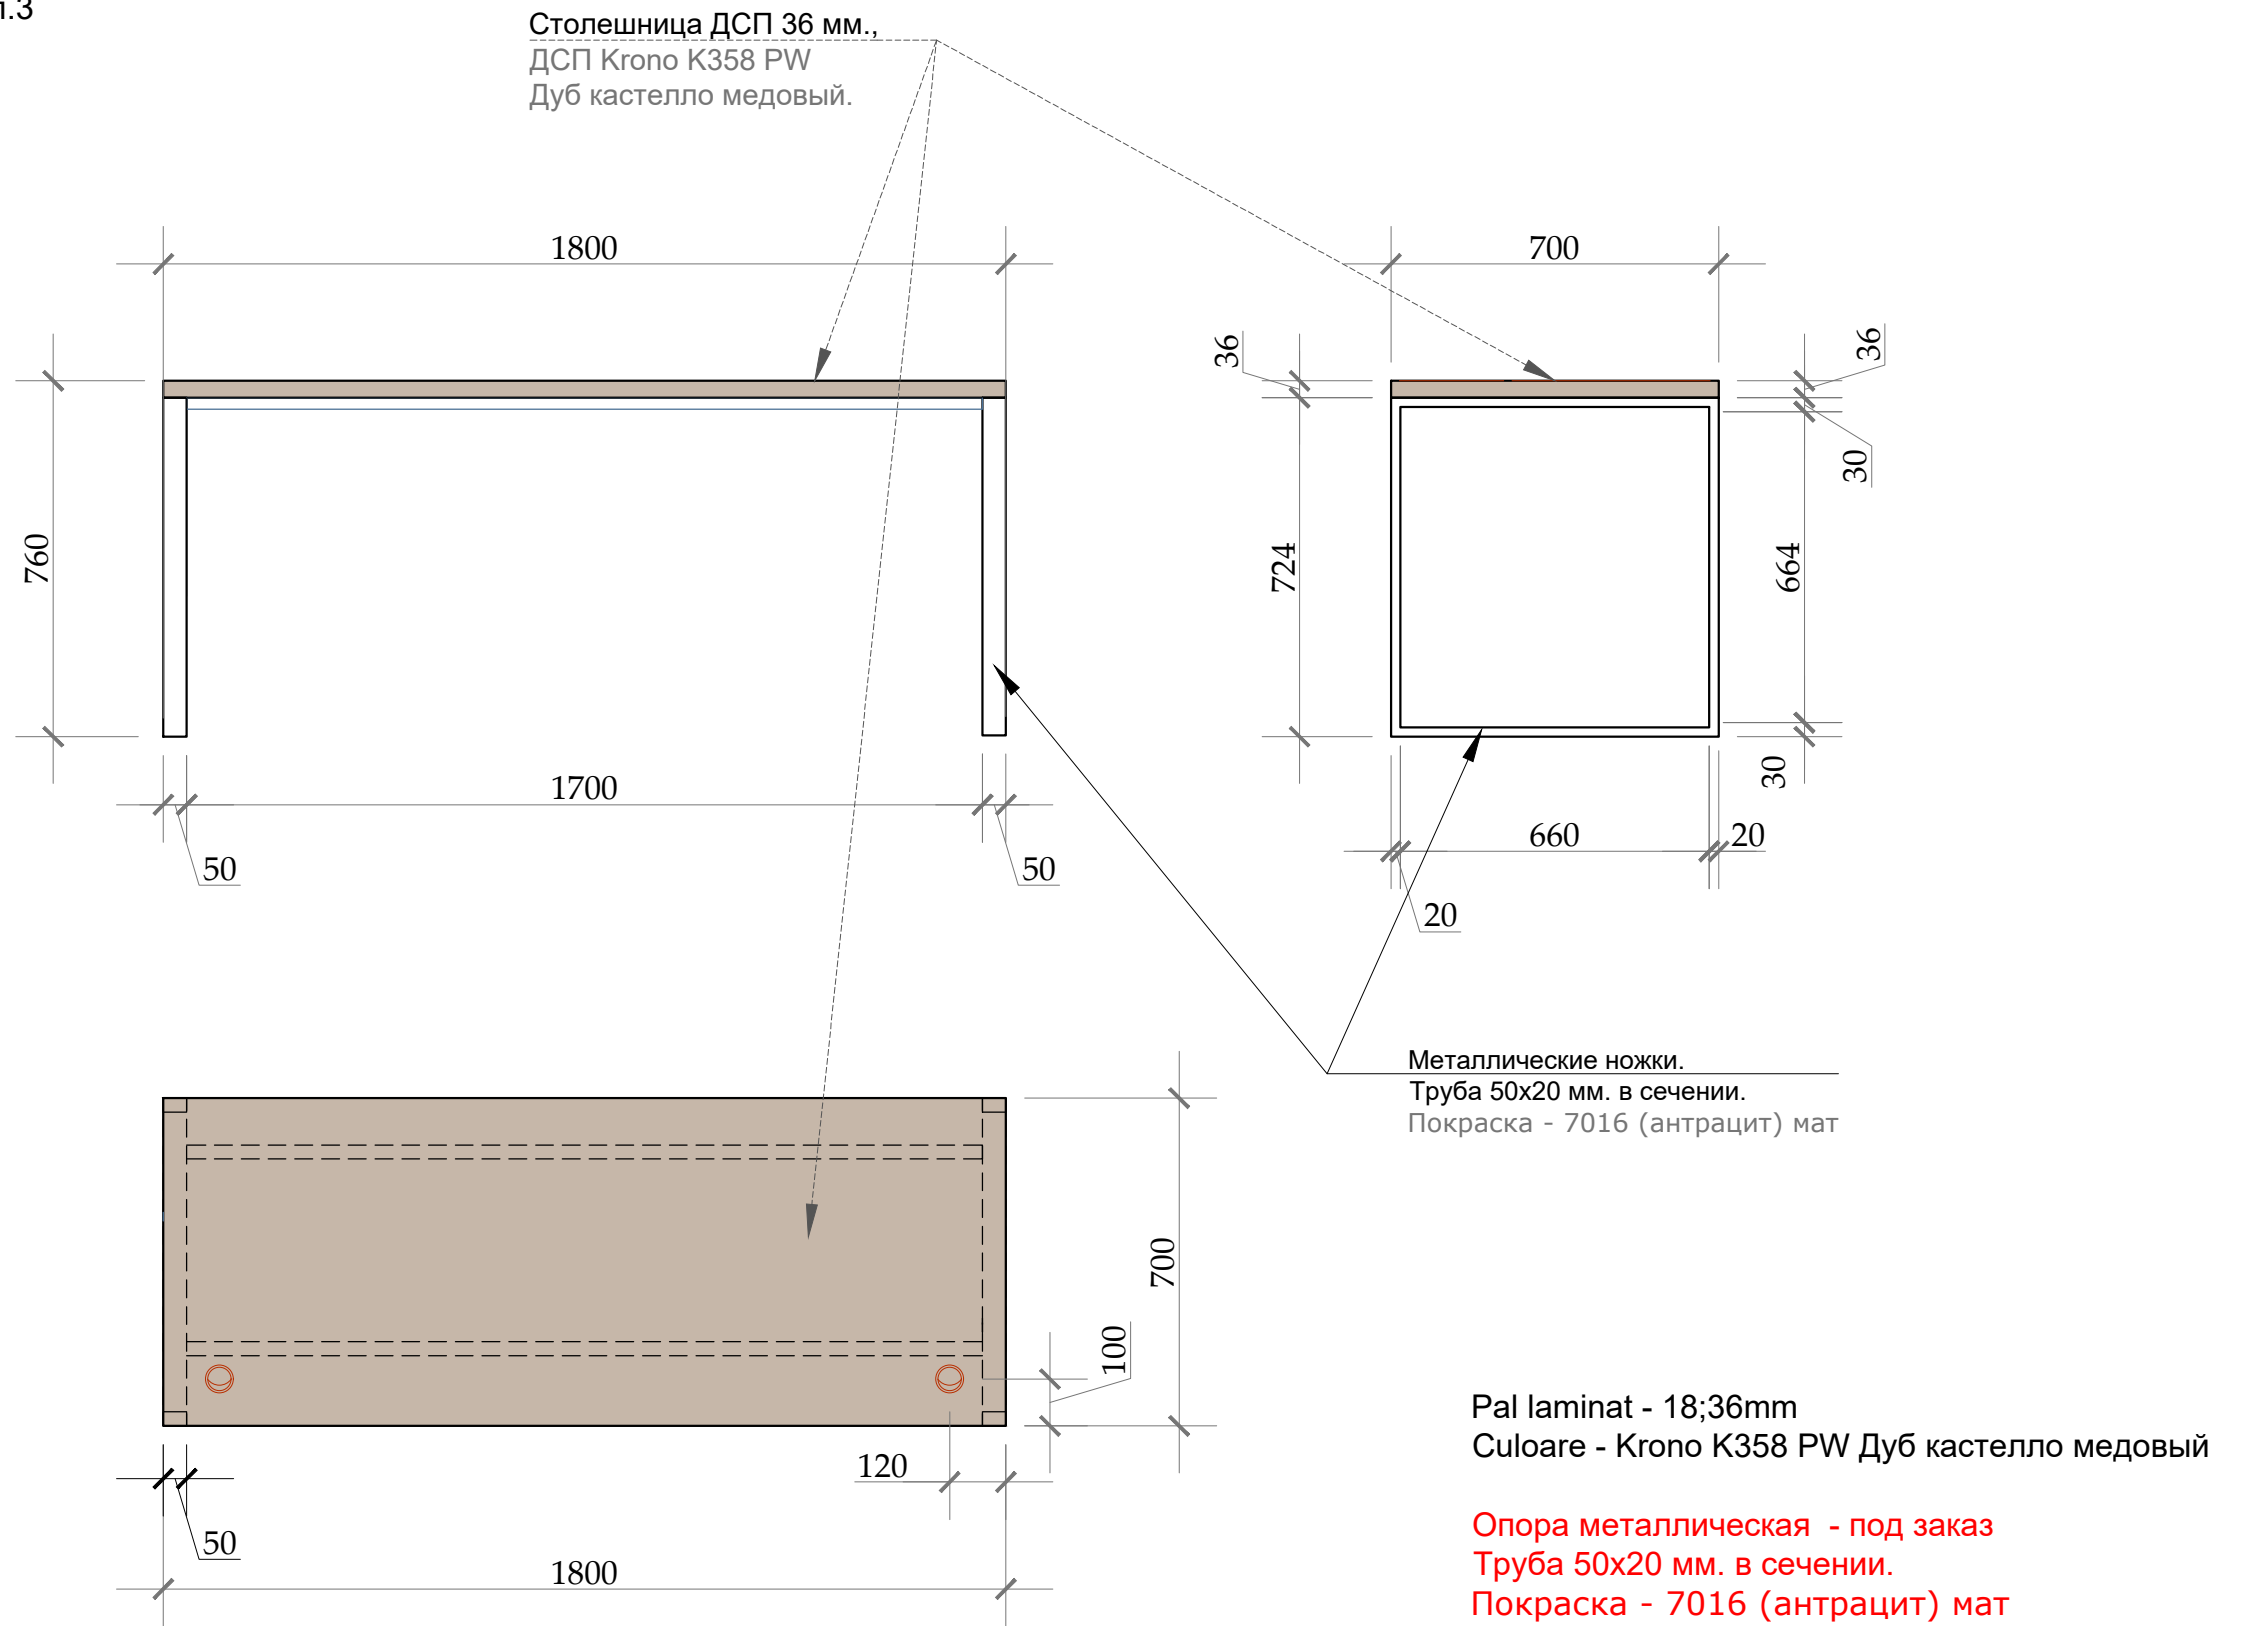 Столешница ДСП 36 мм.,
ДСП Krono K358 PW
Дуб кастелло медовый.
1800
700
36
36
30
760
724
664
1700
30
50
50
660
20
20
Металлические ножки.
Труба 50х20 мм. в сечении.
Покраска - 7016 (антрацит) мат
700
100
120
50
1800
Pal laminat - 18;36mm
Culoare - Krono K358 PW Дуб кастелло медовый
Опора металлическая - под заказ
Труба 50х20 мм. в сечении.
Покраска - 7016 (антрацит) мат